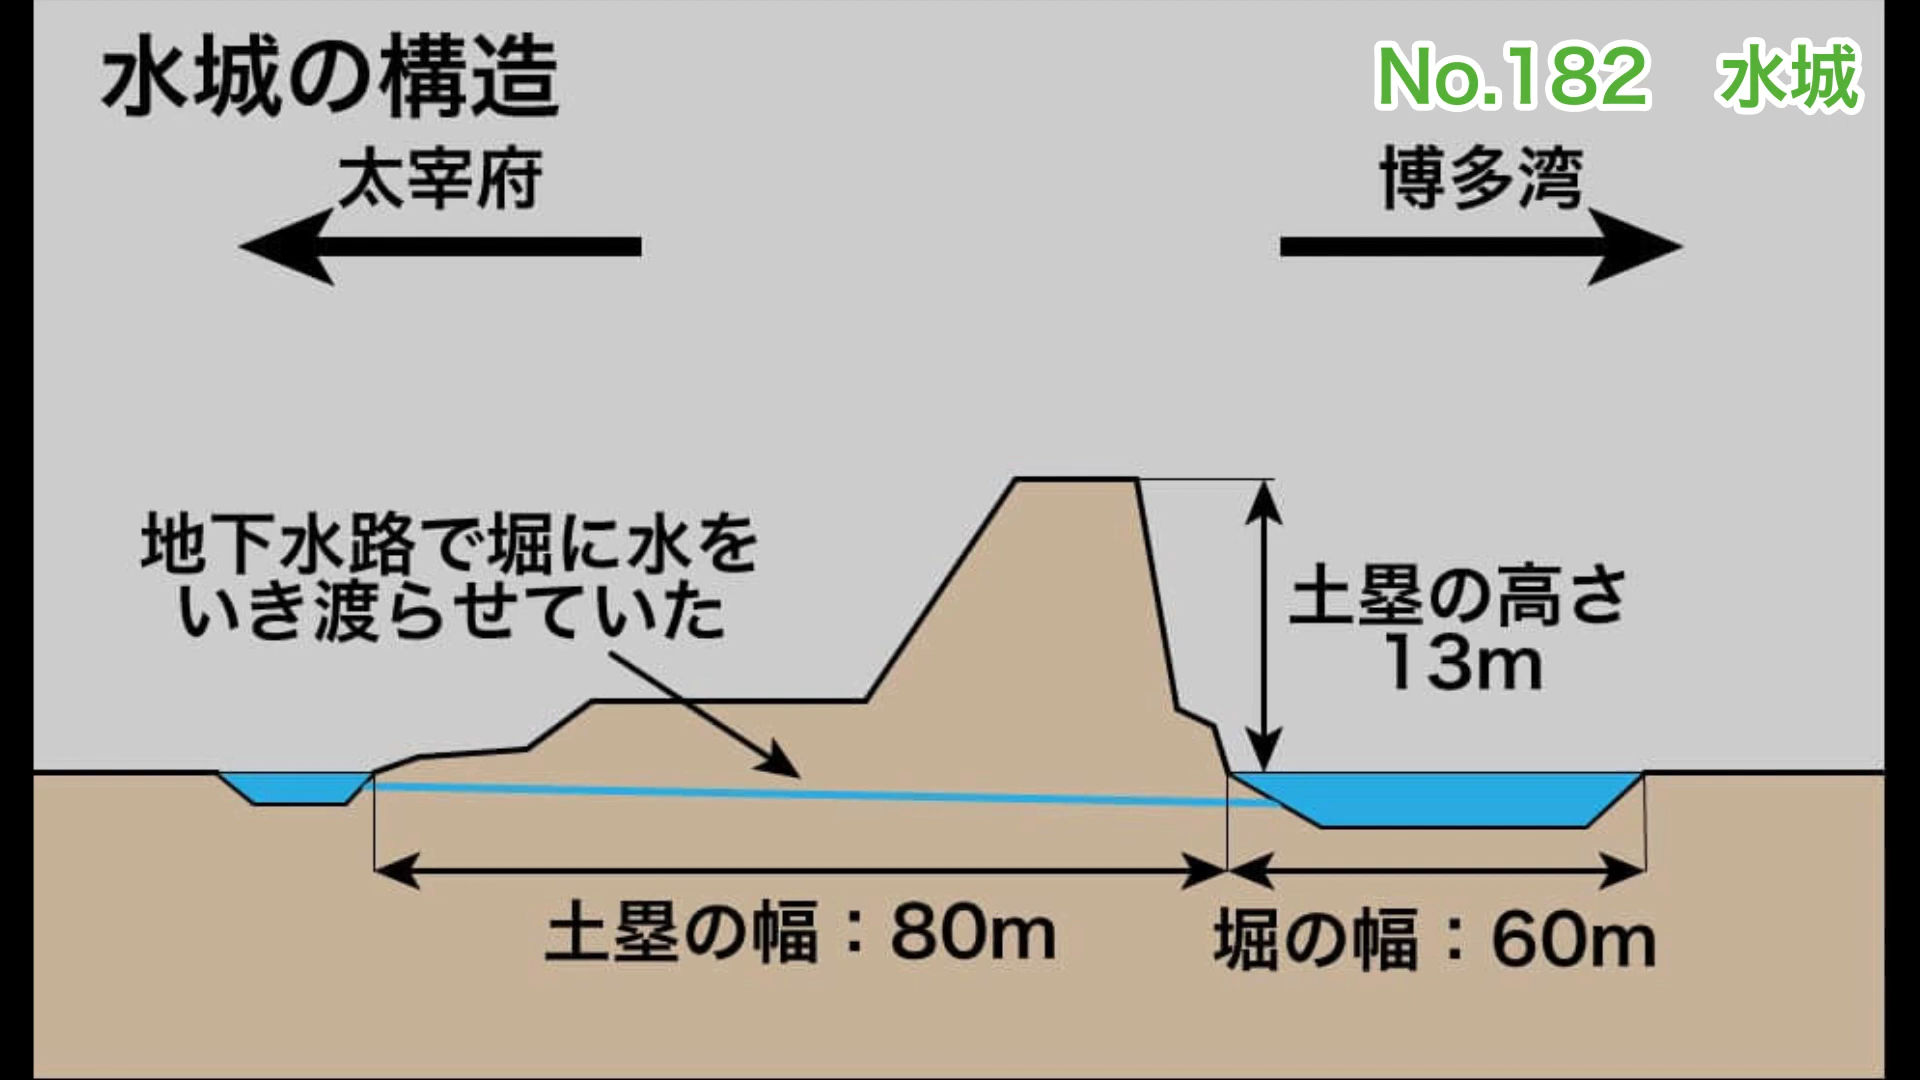 水城の構造
No.182 水城
太宰府
博多湾
地下水路で堀に水を
いき渡らせていた
土塁の高さ
13m
土塁の幅：80m
堀の幅：60m